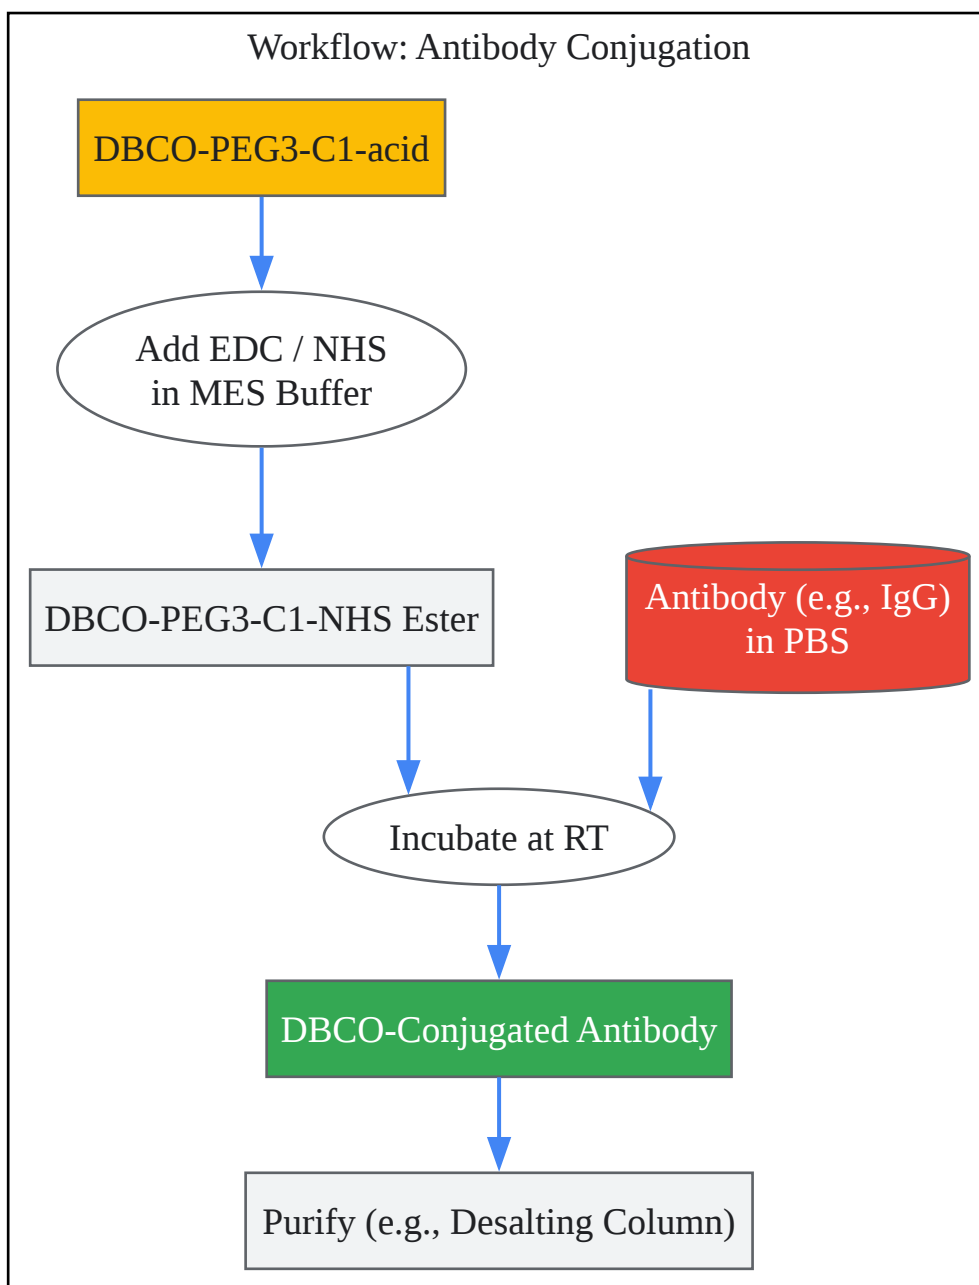 Workflow: Antibody Conjugation
DBCO-PEG3-C1-acid
Add EDC / NHS
in MES Buffer
DBCO-PEG3-C1-NHS Ester
Antibody (e.g., IgG)
in PBS
Incubate at RT
DBCO-Conjugated Antibody
Purify (e.g., Desalting Column)